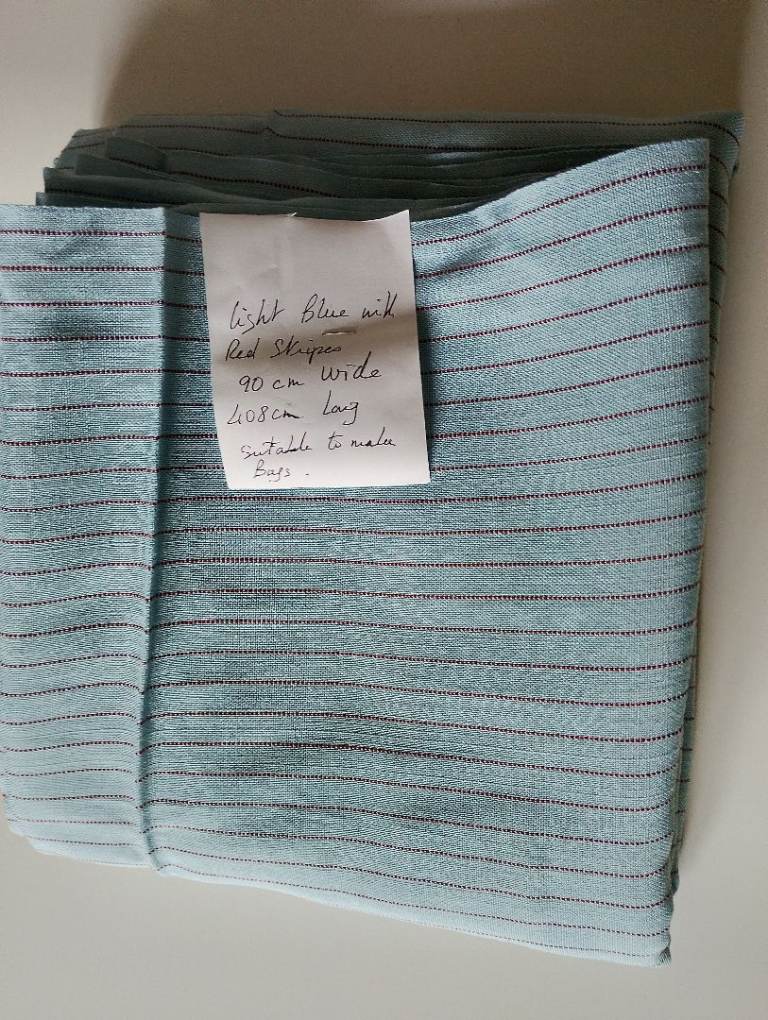 light Blue with
Red Stripes
90 cm wide
408cm Long
suitable to make
Bags.